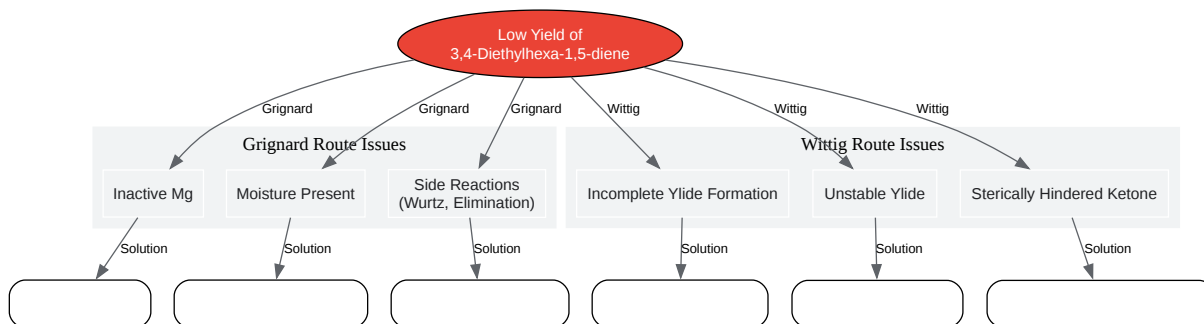 Low Yield of
3,4-Diethylhexa-1,5-diene
Grignard
Grignard
Grignard
Wittig
Wittig
Wittig
Grignard Route Issues
Wittig Route Issues
Inactive Mg
Moisture Present
Side Reactions
(Wurtz, Elimination)
Incomplete Ylide Formation
Unstable Ylide
Sterically Hindered Ketone
Solution
Solution
Solution
Solution
Solution
Solution